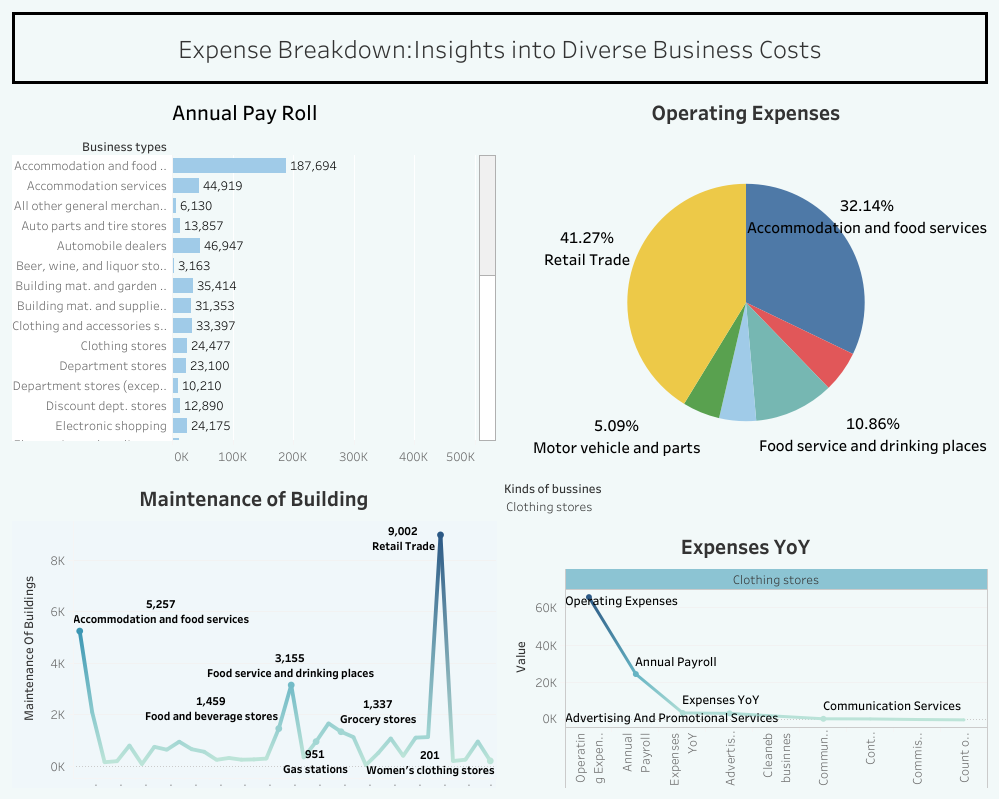 Expense Breakdown:Insights into Diverse Business Costs
Annual Pay Roll
Business types
Accommodation and food .. 187,694
Accommodation services 44,919
All other general merchan.. 6,130
Auto parts and tire stores 13,857
Automobile dealers 46,947
Beer, wine, and liquor sto.. 3,163
Building mat. and garden .. 35,414
Building mat. and supplie.. 31,353
Clothing and accessories s.. 33,397
Clothing stores 24,477
Department stores 23,100
Department stores (excep.. 10,210
Discount dept. stores 12,890
Electronic shopping 24,175
0K 100K 200K 300K 400K 500K
Operating Expenses
32.14%
Accommodation and food services
41.27%
Retail Trade
10.86%
Food service and drinking places
5.09%
Motor vehicle and parts
Kinds of bussines
Clothing stores
Maintenance of Building
Maintenance Of Buildings
8K
6K
4K
2K
0K
9,002
Retail Trade
5,257
Accommodation and food services
3,155
Food service and drinking places
1,459
Food and beverage stores
1,337
Grocery stores
951
Gas stations
201
Women's clothing stores
Expenses YoY
Clothing stores
Value
60K
40K
20K
0K
Operating Expenses
Annual Payroll
Expenses YoY
Communication Services
Advertising And Promotional Services
Operatin
g Expen..
Annual
Payroll
Expenses
YoY
Advertis..
Cleaneb
businnes
Commun..
Cont..
Commis..
Count o..